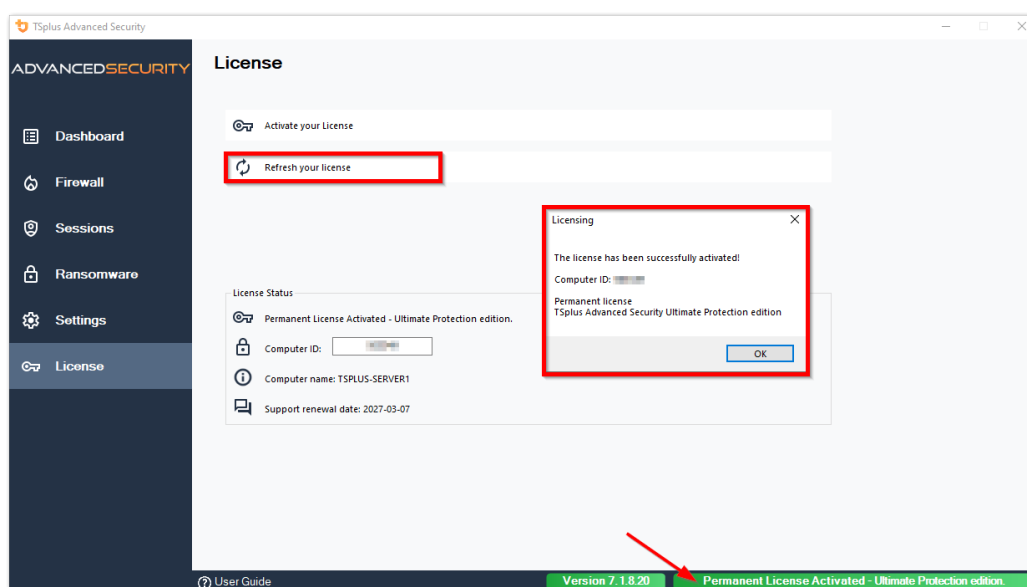 TSplus Advanced Security
ADVANCEDSECURITY
License
Activate your License
Refresh your license
Dashboard
Firewall
Sessions
Ransomware
Settings
License
Licensing
The license has been successfully activated!
Computer ID:
Permanent license
TSplus Advanced Security Ultimate Protection edition
OK
License Status
Permanent License Activated - Ultimate Protection edition.
Computer ID:
Computer name: TSPLUS-SERVER1
Support renewal date: 2027-03-07
User Guide
Version 7.1.8.20
Permanent License Activated - Ultimate Protection edition.